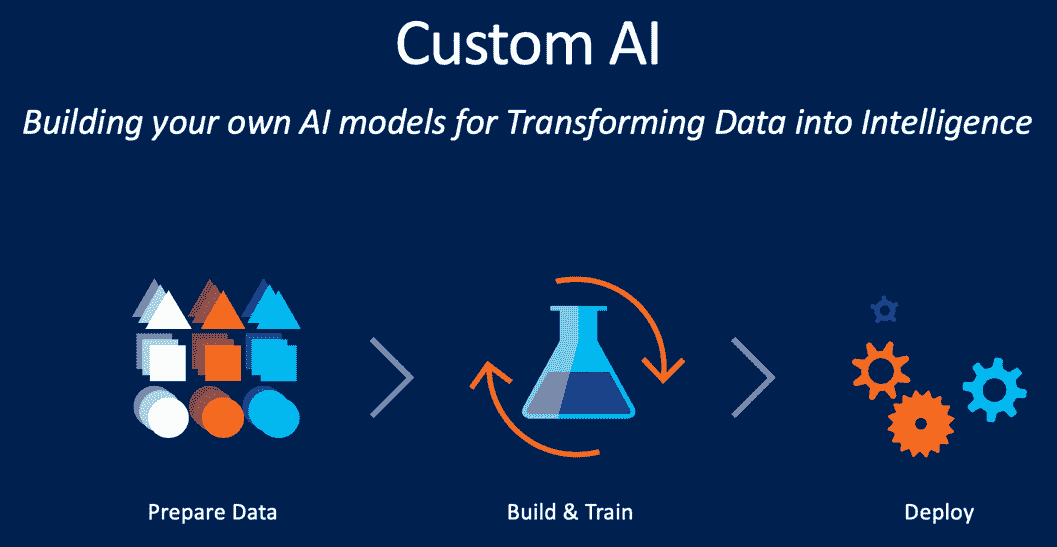 Custom AI
Building your own AI models for Transforming Data into Intelligence
Prepare Data
Build & Train
Deploy